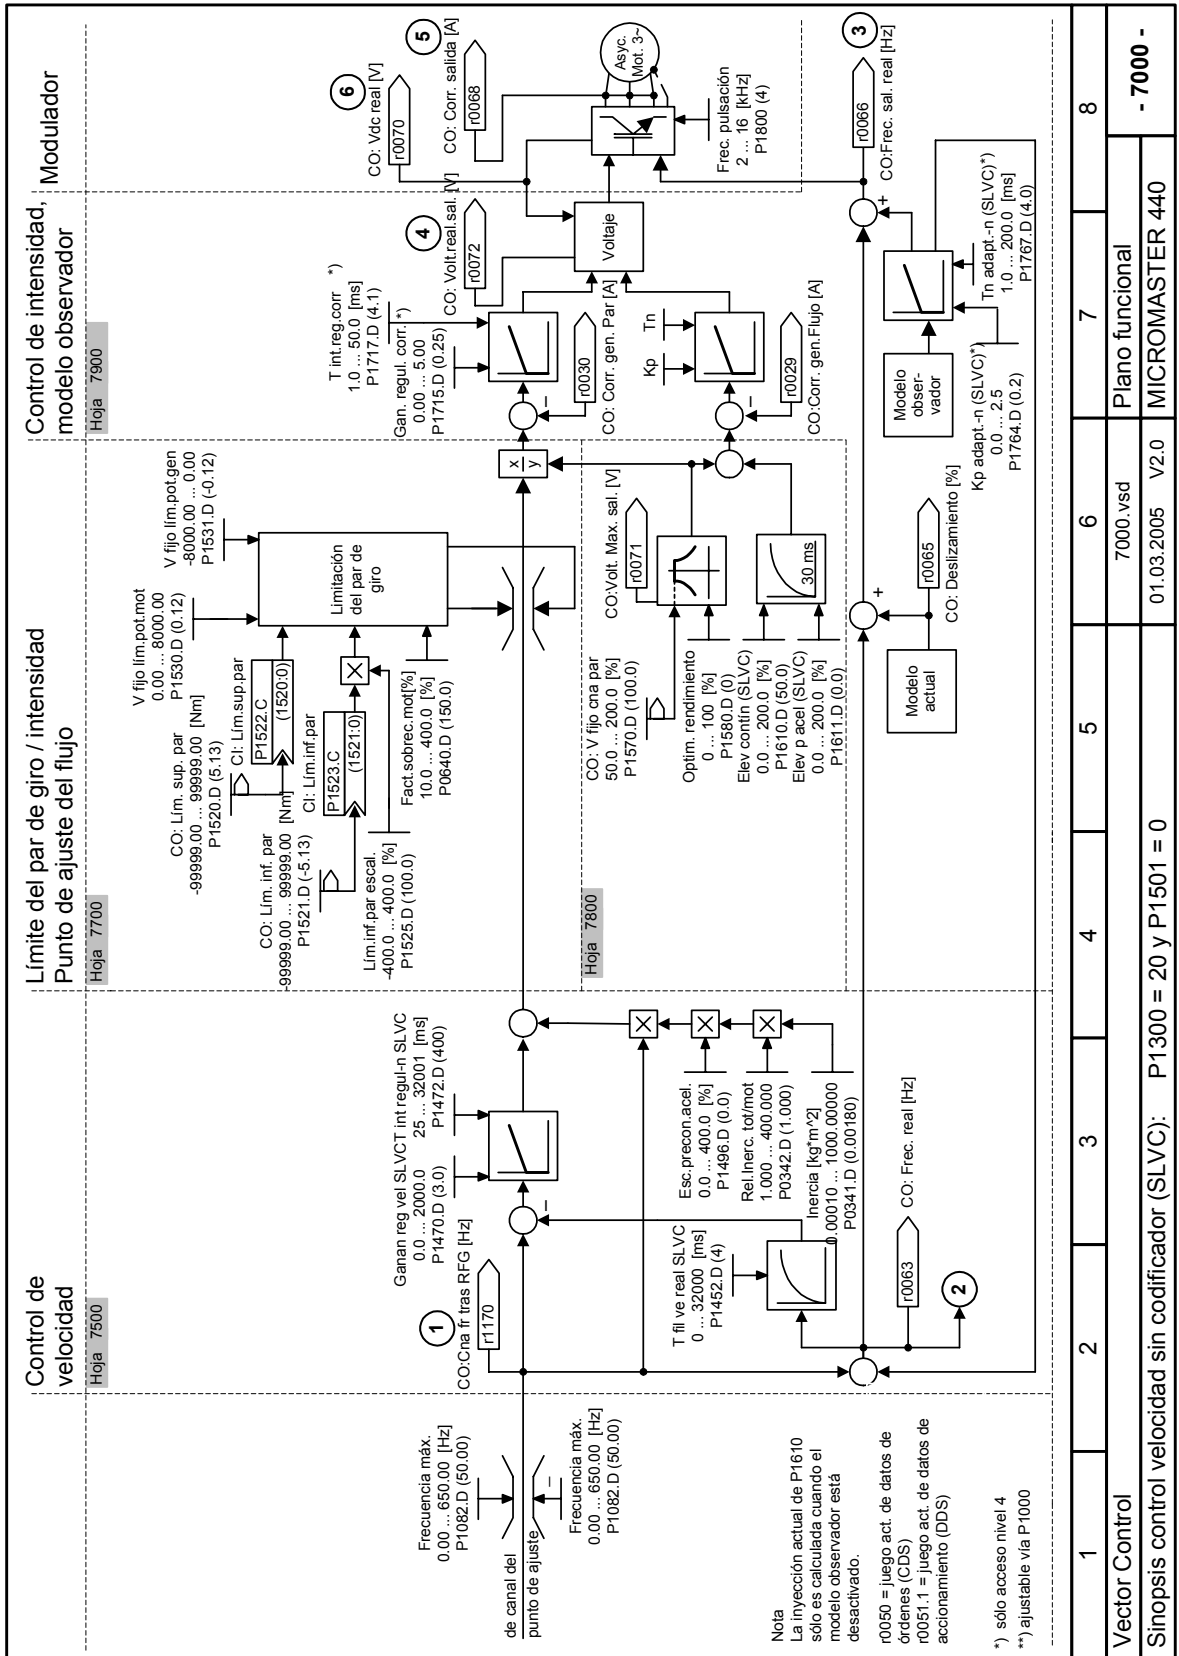 Control de
velocidad
Hoja 7500
Límite del par de giro / intensidad
Punto de ajuste del flujo
Hoja 7700
Control de intensidad,
modelo observador
Hoja 7900
Modulador
Frecuencia máx.
0.00 ... 650.00 [Hz]
P1082.D (50.00)
de canal del
punto de ajuste
Frecuencia máx.
0.00 ... 650.00 [Hz]
P1082.D (50.00)
–
1
CO:Cna fr tras RFG [Hz]
r1170
Ganan reg vel SLVCT int regul-n SLVC
0.0 ... 2000.0
P1470.D (3.0)
25 ... 32001 [ms]
P1472.D (400)
–
T fil ve real SLVC
0 ... 32000 [ms]
P1452.D (4)
Esc.precon.acel.
0.0 ... 400.0 [%]
P1496.D (0.0)
Rel.Inerc. tot/mot
1.000 ... 400.000
P0342.D (1.000)
Inercia [kg*m^2]
0.00010 ... 1000.00000
P0341.D (0.00180)
r0063
CO: Frec. real [Hz]
2
V fijo lím.pot.mot
0.00 ... 8000.00
P1530.D (0.12)
V fijo lím.pot.gen
-8000.00 ... 0.00
P1531.D (-0.12)
CO: Lím. sup. par
-99999.00 ... 99999.00 [Nm]
P1520.D (5.13)
CI: Lím.sup.par
P1522.C
(1520:0)
CO: Lím. inf. par
-99999.00 ... 99999.00 [Nm]
P1521.D (-5.13)
CI: Lím.inf.par
P1523.C
(1521:0)
Lím.inf.par escal.
-400.0 ... 400.0 [%]
P1525.D (100.0)
Fact.sobrec.mot[%]
10.0 ... 400.0 [%]
P0640.D (150.0)
Limitación
del par de
giro
x
y
Hoja 7800
CO: V fijo cna par
50.0 ... 200.0 [%]
P1570.D (100.0)
CO:Volt. Max. sal. [V]
r0071
Optim. rendimiento
0 ... 100 [%]
P1580.D (0)
Elev contín (SLVC)
0.0 ... 200.0 [%]
P1610.D (50.0)
Elev p acel (SLVC)
0.0 ... 200.0 [%]
P1611.D (0.0)
30 ms
Modelo
actual
+
r0065
CO: Deslizamiento [%]
T int.reg.corr *)
1.0 ... 50.0 [ms]
P1717.D (4.1)
Gan. regul. corr. *)
0.00 ... 5.00
P1715.D (0.25)
–
r0030
CO: Corr. gen. Par [A]
Kp
Tn
–
r0029
CO:Corr. gen.Flujo [A]
4
CO: Volt.real.sal. [V]
r0072
Voltaje
6
CO: Vdc real [V]
r0070
5
CO: Corr. salida [A]
r0068
Asyc.
Mot. 3~
Frec. pulsación
2 ... 16 [kHz]
P1800 (4)
3
CO:Frec. sal. real [Hz]
r0066
+
Modelo
obser-
vador
Kp adapt.-n (SLVC)*)
0.0 ... 2.5
P1764.D (0.2)
Tn adapt.-n (SLVC)*)
1.0 ... 200.0 [ms]
P1767.D (4.0)
Nota
La inyección actual de P1610
sólo es calculada cuando el
modelo observador está
desactivado.
r0050 = juego act. de datos de
órdenes (CDS)
r0051.1 = juego act. de datos de
accionamiento (DDS)
*) sólo acceso nivel 4
**) ajustable vía P1000
1 2 3 4 5 6 7 8
Vector Control
7000.vsd
Plano funcional
- 7000 -
Sinopsis control velocidad sin codificador (SLVC): P1300 = 20 y P1501 = 0
01.03.2005 V2.0
MICROMASTER 440